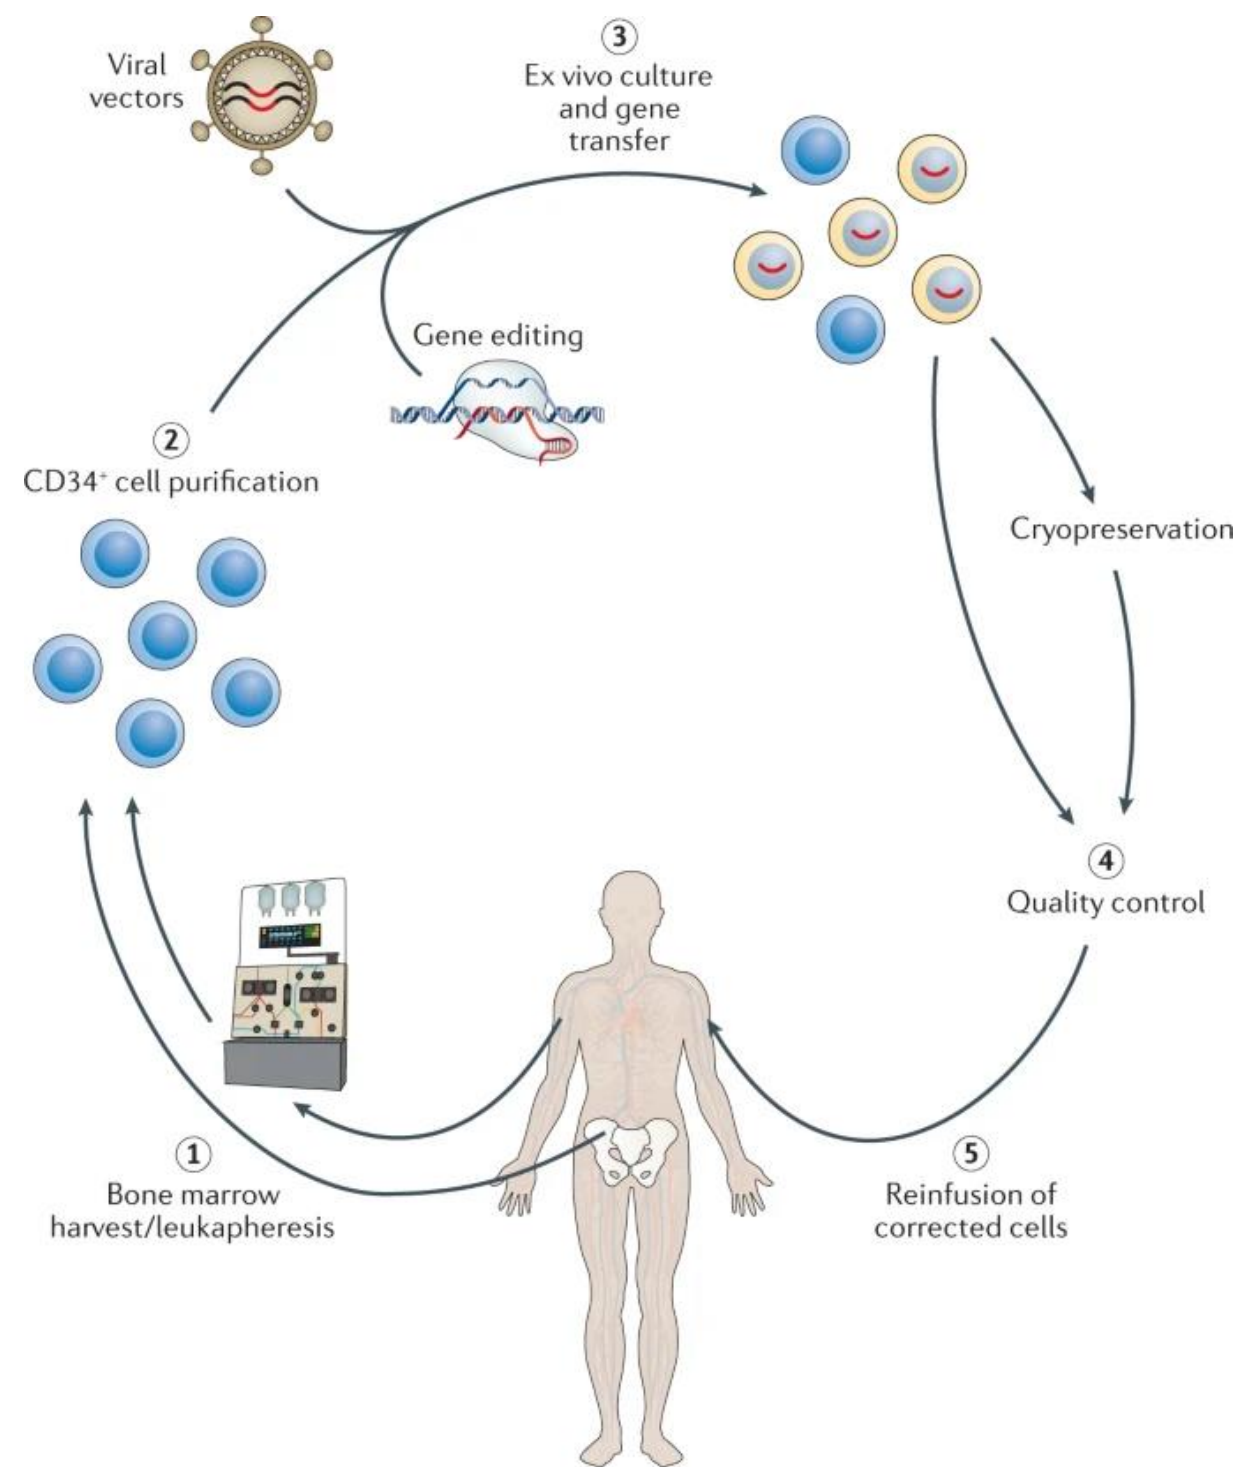 Viral
vectors
3
Ex vivo culture
and gene
transfer
Gene editing
2
CD34⁺ cell purification
Cryopreservation
4
Quality control
1
Bone marrow
harvest/leukapheresis
5
Reinfusion of
corrected cells